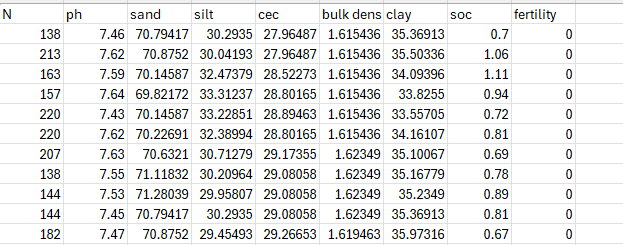 N ph sand silt cec bulk dens clay soc fertility
138 7.46 70.79417 30.2935 27.96487 1.615436 35.36913 0.7 0
213 7.62 70.8752 30.04193 27.96487 1.615436 35.50336 1.06 0
163 7.59 70.14587 32.47379 28.52273 1.615436 34.09396 1.11 0
157 7.64 69.82172 33.31237 28.80165 1.615436 33.8255 0.94 0
220 7.43 70.14587 33.22851 28.89463 1.615436 33.55705 0.72 0
220 7.62 70.22691 32.38994 28.80165 1.615436 34.16107 0.81 0
207 7.63 70.6321 30.71279 29.17355 1.62349 35.10067 0.69 0
138 7.55 71.11832 30.20964 29.08058 1.62349 35.16779 0.78 0
144 7.53 71.28039 29.95807 29.08058 1.62349 35.2349 0.89 0
144 7.45 70.79417 30.2935 29.08058 1.62349 35.36913 0.81 0
182 7.47 70.8752 29.45493 29.26653 1.619463 35.97316 0.67 0